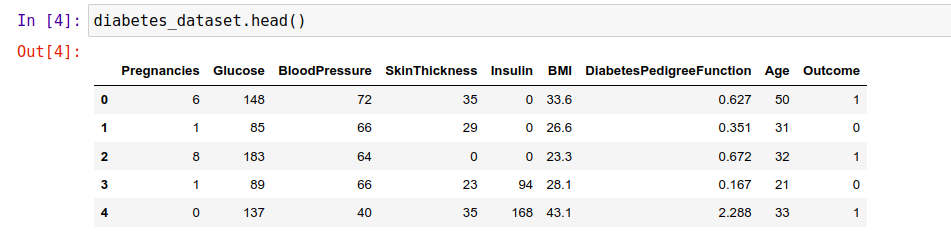 In [4]: diabetes_dataset.head()
Out[4]:
Pregnancies Glucose BloodPressure SkinThickness Insulin BMI DiabetesPedigreeFunction Age Outcome
0 6 148 72 35 0 33.6 0.627 50 1
1 1 85 66 29 0 26.6 0.351 31 0
2 8 183 64 0 0 23.3 0.672 32 1
3 1 89 66 23 94 28.1 0.167 21 0
4 0 137 40 35 168 43.1 2.288 33 1